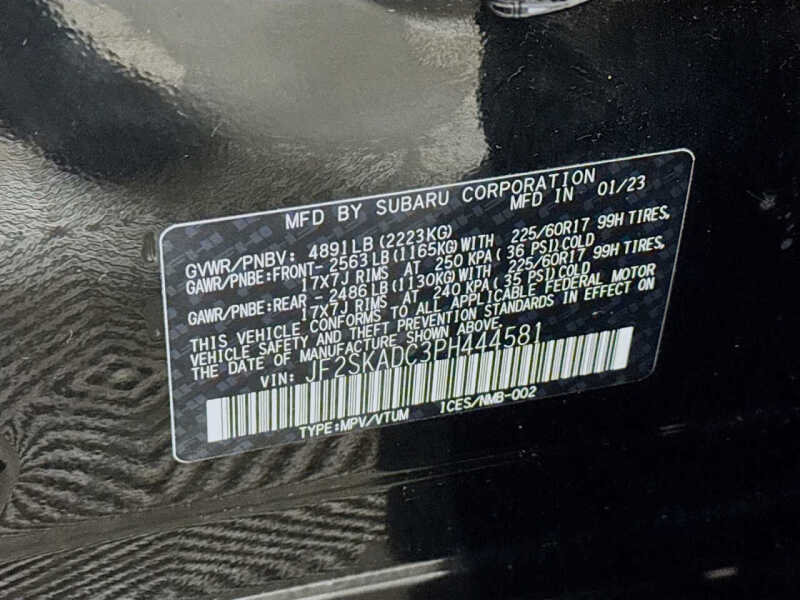 MFD BY SUBARU CORPORATION
MFD IN 01/23
GVWR/PNBV: 4891LB (2223KG)
GAWR/PNBE:FRONT- 2563LB (1165KG)WITH 225/60R17 99H TIRES,
17X7J RIMS AT 250 KPA (36 PSI)COLD
GAWR/PNBE:REAR - 2486LB (1130KG)WITH 225/60R17 99H TIRES,
17X7J RIMS AT 240 KPA (35 PSI)COLD
THIS VEHICLE CONFORMS TO ALL APPLICABLE FEDERAL MOTOR
VEHICLE SAFETY AND THEFT PREVENTION STANDARDS IN EFFECT ON
THE DATE OF MANUFACTURE SHOWN ABOVE.
VIN: JF2SKADC3PH444581
TYPE:MPV/VTUM ICES/NMB-002